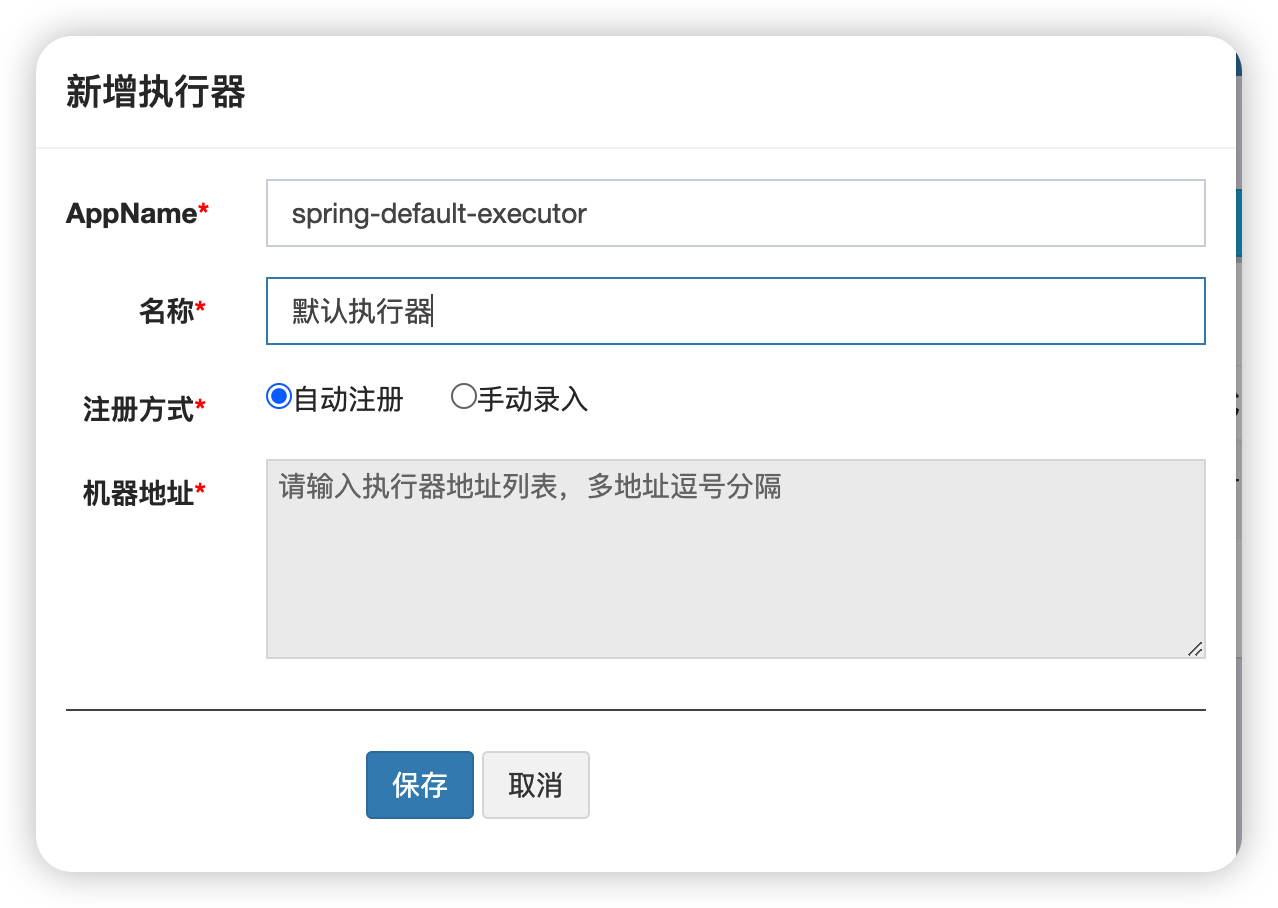 新增执行器
AppName* spring-default-executor
名称* 默认执行器
注册方式* 自动注册 手动录入
机器地址* 请输入执行器地址列表，多地址逗号分隔
保存 取消